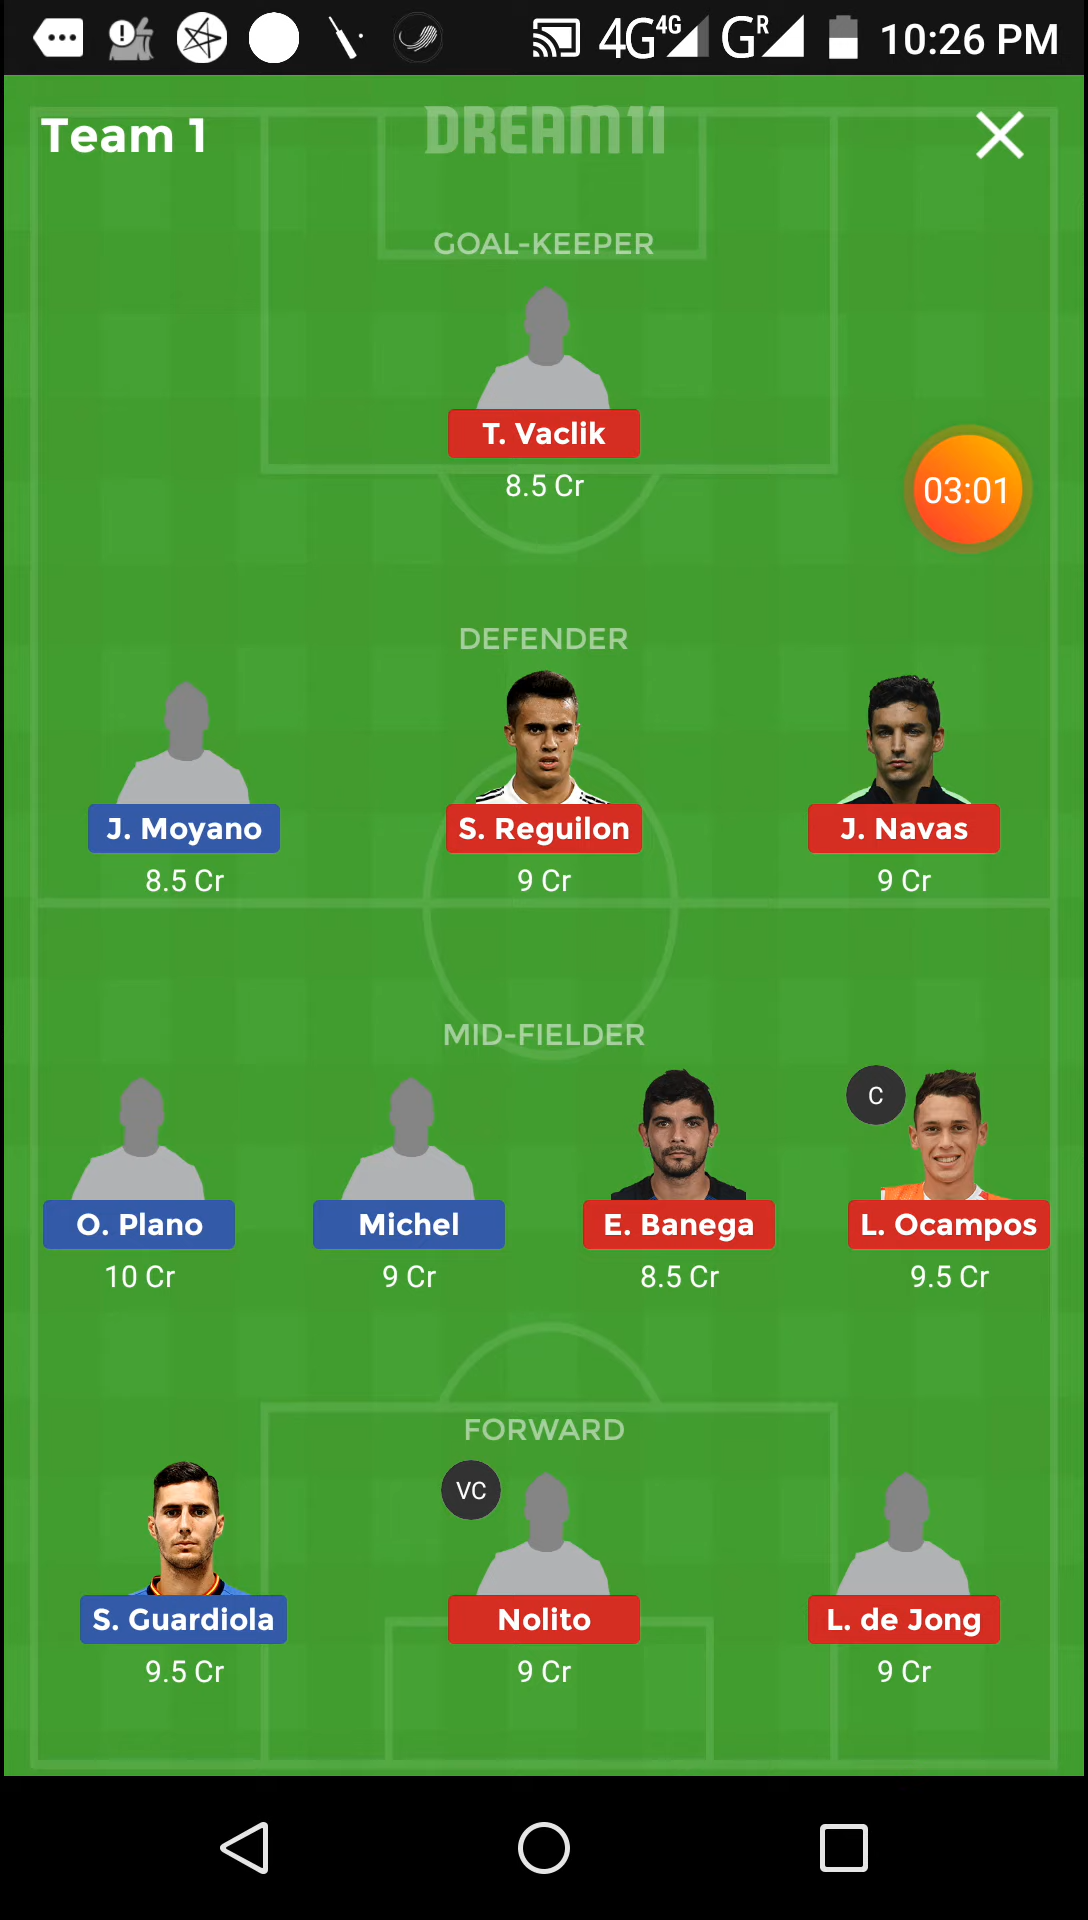 4G 4G G R 10:26 PM
Team 1 DREAM11
GOAL-KEEPER
T. Vaclik
8.5 Cr
03:01
DEFENDER
J. Moyano S. Reguilon J. Navas
8.5 Cr 9 Cr 9 Cr
MID-FIELDER
C
O. Plano Michel E. Banega L. Ocampos
10 Cr 9 Cr 8.5 Cr 9.5 Cr
FORWARD
VC
S. Guardiola Nolito L. de Jong
9.5 Cr 9 Cr 9 Cr